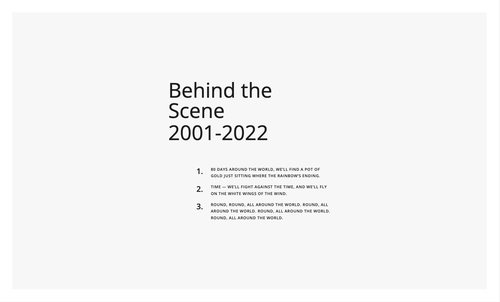 Behind the
Scene
2001-2022
1. 80 DAYS AROUND THE WORLD, WE'LL FIND A POT OF
GOLD JUST SITTING WHERE THE RAINBOW'S ENDING.
2. TIME — WE'LL FIGHT AGAINST THE TIME, AND WE'LL FLY
ON THE WHITE WINGS OF THE WIND.
3. ROUND, ROUND, ALL AROUND THE WORLD. ROUND, ALL
AROUND THE WORLD. ROUND, ALL AROUND THE WORLD.
ROUND, ALL AROUND THE WORLD.